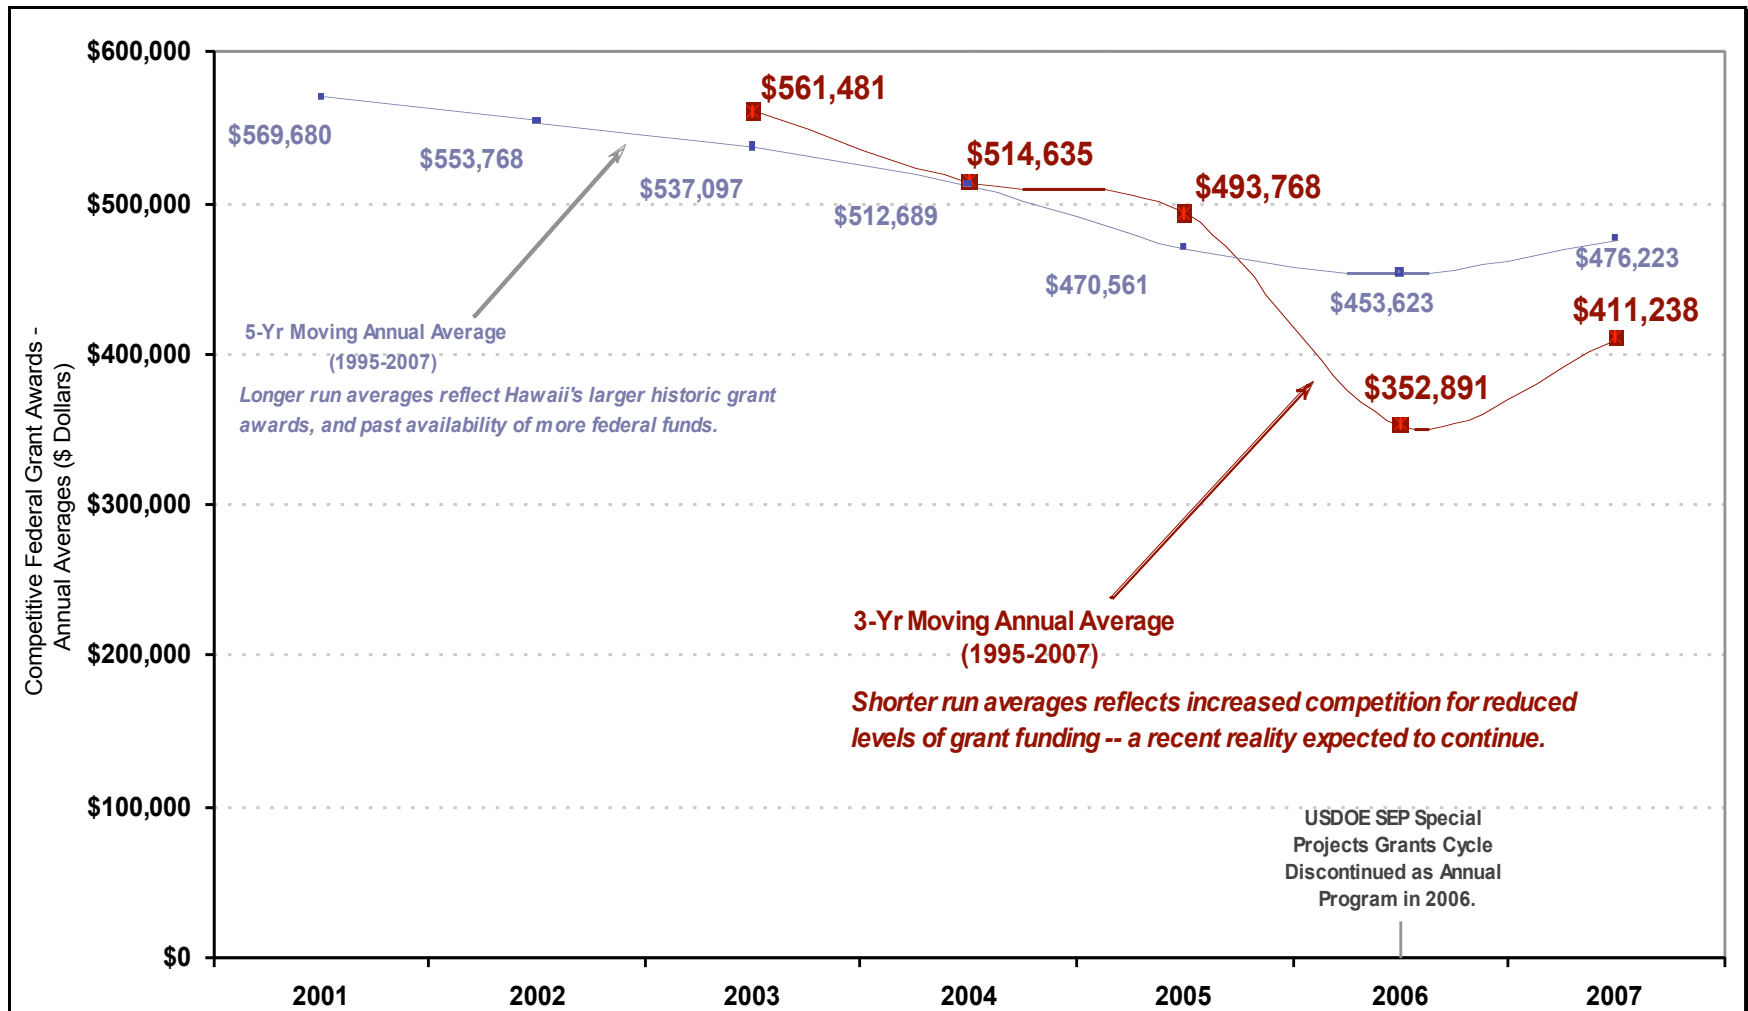 $600,000
$561,481
$569,680
$553,768
$514,635
$537,097
$493,768
$500,000
$512,689
$470,561
$476,223
$453,623
$411,238
5-Yr Moving Annual Average
(1995-2007)
$400,000
Longer run averages reflect Hawaii's larger historic grant
awards, and past availability of more federal funds.
$352,891
Competitive Federal Grant Awards -
Annual Averages ($ Dollars)
$300,000
3-Yr Moving Annual Average
(1995-2007)
$200,000
Shorter run averages reflects increased competition for reduced
levels of grant funding -- a recent reality expected to continue.
$100,000
USDOE SEP Special
Projects Grants Cycle
Discontinued as Annual
Program in 2006.
$0
2001 2002 2003 2004 2005 2006 2007